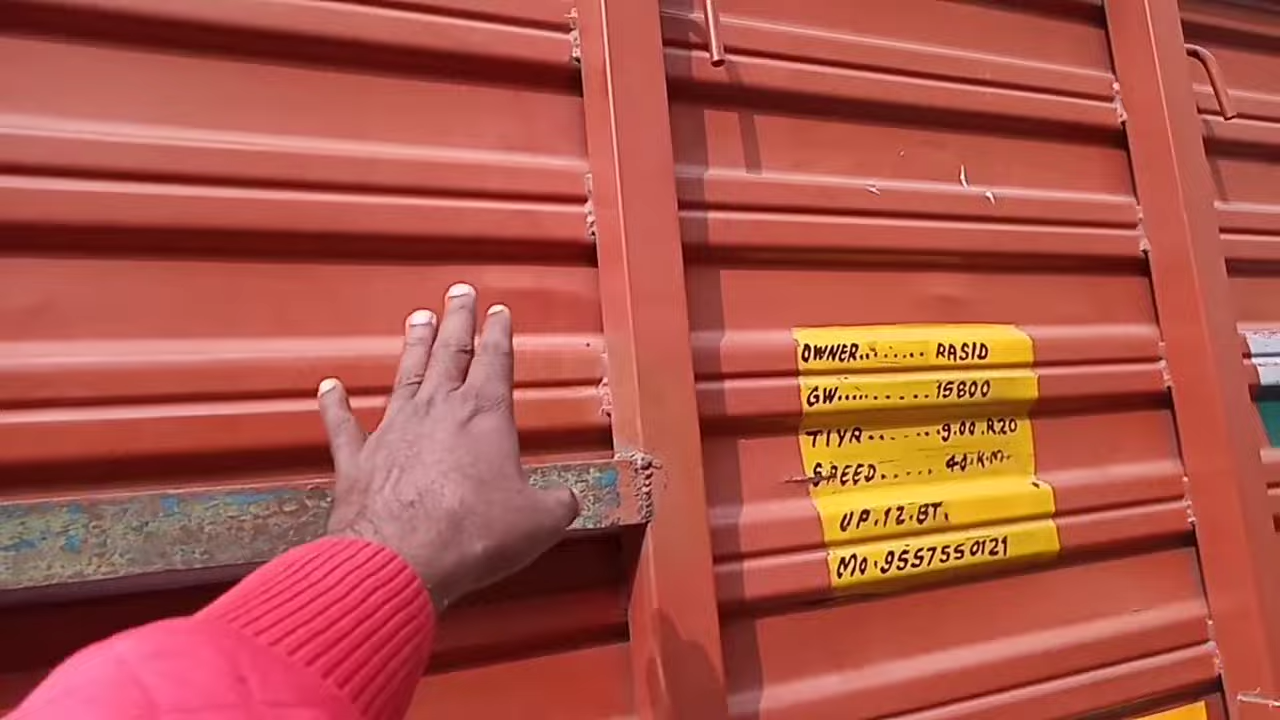 OWNER......... RASID
GW......... 15800
TIYR........9.00.R20
SPEED..... 40.K.M.
UP.12.BT.
Mo.9557550121